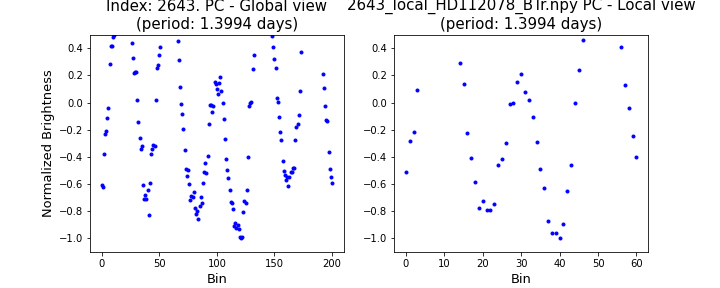 Index: 2643. PC - Global view
(period: 1.3994 days)
2643_local_HD112078_BTr.npy PC - Local view
(period: 1.3994 days)
Normalized Brightness
0.4
0.2
0.0
−0.2
−0.4
−0.6
−0.8
−1.0
0 50 100 150 200
Bin
0.4
0.2
0.0
−0.2
−0.4
−0.6
−0.8
−1.0
0 10 20 30 40 50 60
Bin